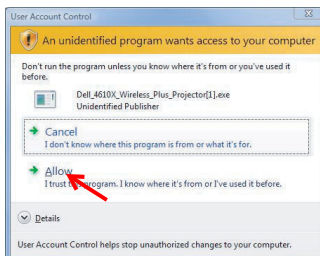 User Account Control
An unidentified program wants access to your computer
Don't run the program unless you know where it's from or you've used it
before.
Dell_4610X_Wireless_Plus_Projector[1].exe
Unidentified Publisher
Cancel
I don't know where this program is from or what it's for.
Allow
I trust this program. I know where it's from or I've used it before.
Details
User Account Control helps stop unauthorized changes to your computer.